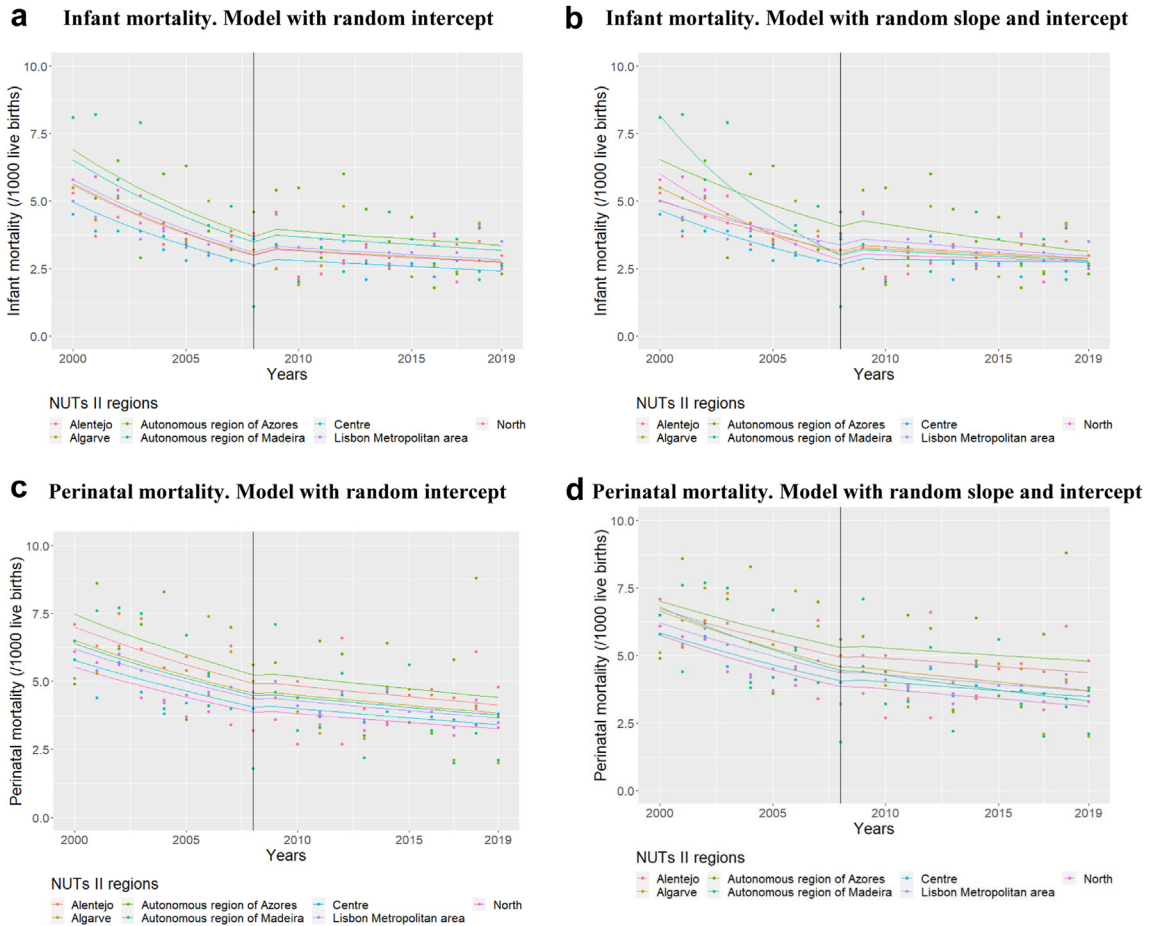 a Infant mortality. Model with random intercept
Infant mortality (/1000 live births)
10.0
7.5
5.0
2.5
0.0
2000 2005 2010 2015 2019
Years
NUTs II regions
Alentejo Autonomous region of Azores Centre North
Algarve Autonomous region of Madeira Lisbon Metropolitan area
b Infant mortality. Model with random slope and intercept
Infant mortality (/1000 live births)
10.0
7.5
5.0
2.5
0.0
2000 2005 2010 2015 2019
Years
NUTs II regions
Alentejo Autonomous region of Azores Centre North
Algarve Autonomous region of Madeira Lisbon Metropolitan area
c Perinatal mortality. Model with random intercept
Perinatal mortality (/1000 live births)
10.0
7.5
5.0
2.5
0.0
2000 2005 2010 2015 2019
Years
NUTs II regions
Alentejo Autonomous region of Azores Centre North
Algarve Autonomous region of Madeira Lisbon Metropolitan area
d Perinatal mortality. Model with random slope and intercept
Perinatal mortality (/1000 live births)
10.0
7.5
5.0
2.5
0.0
2000 2005 2010 2015 2019
Years
NUTs II regions
Alentejo Autonomous region of Azores Centre North
Algarve Autonomous region of Madeira Lisbon Metropolitan area